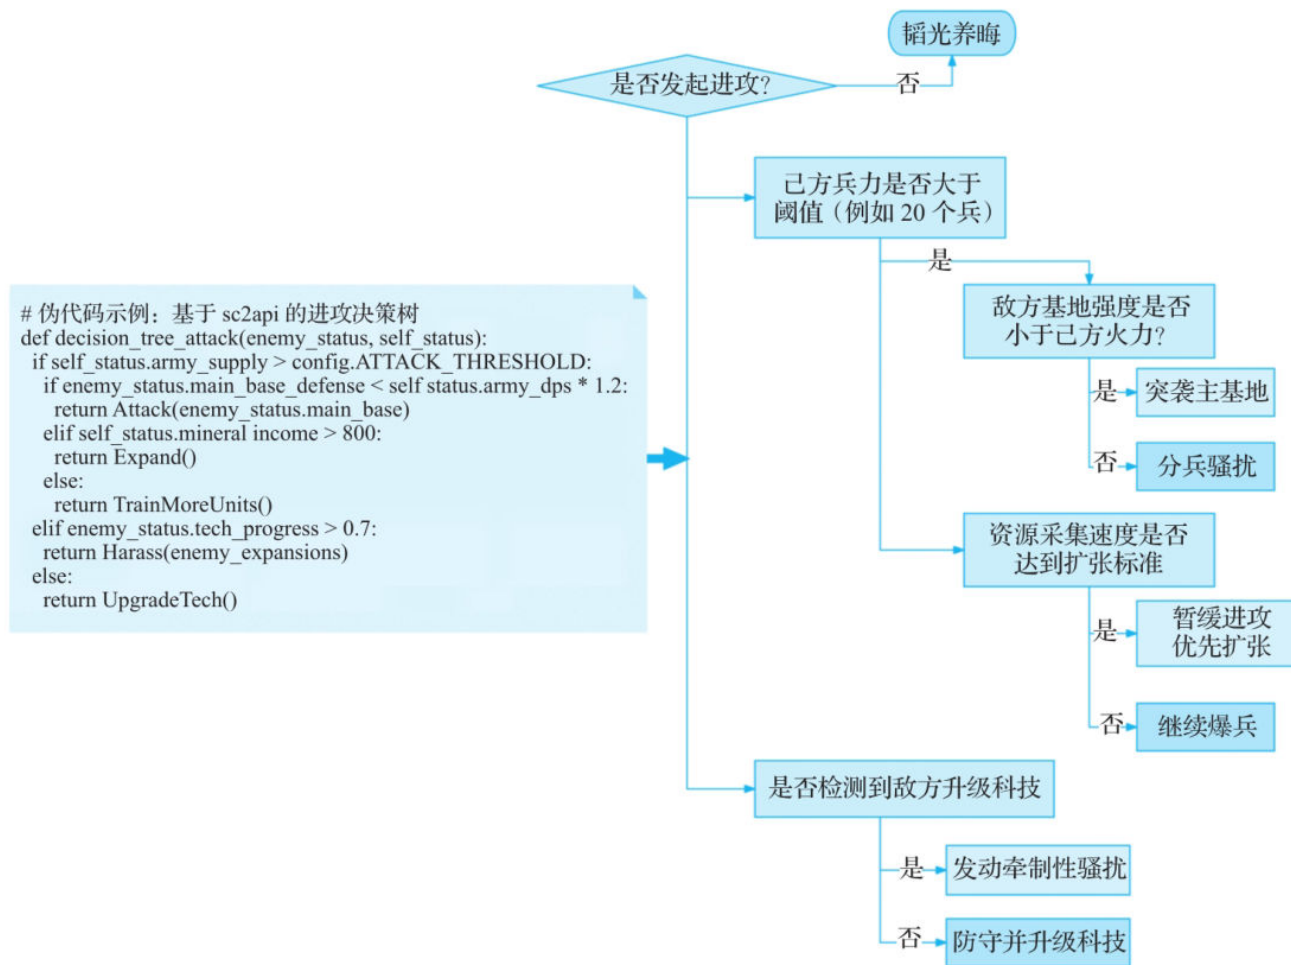 韬光养晦
是否发起进攻?
否
己方兵力是否大于
阈值（例如 20 个兵）
是
敌方基地强度是否
小于己方火力?
是
突袭主基地
否
分兵骚扰
# 伪代码示例：基于 sc2api 的进攻决策树
def decision_tree_attack(enemy_status, self_status):
if self_status.army_supply > config.ATTACK_THRESHOLD:
if enemy_status.main_base_defense < self status.army_dps * 1.2:
return Attack(enemy_status.main_base)
elif self_status.mineral income > 800:
return Expand()
else:
return TrainMoreUnits()
elif enemy_status.tech_progress > 0.7:
return Harass(enemy_expansions)
else:
return UpgradeTech()
资源采集速度是否
达到扩张标准
是
暂缓进攻
优先扩张
否
继续爆兵
是否检测到敌方升级科技
是
发动牵制性骚扰
否
防守并升级科技